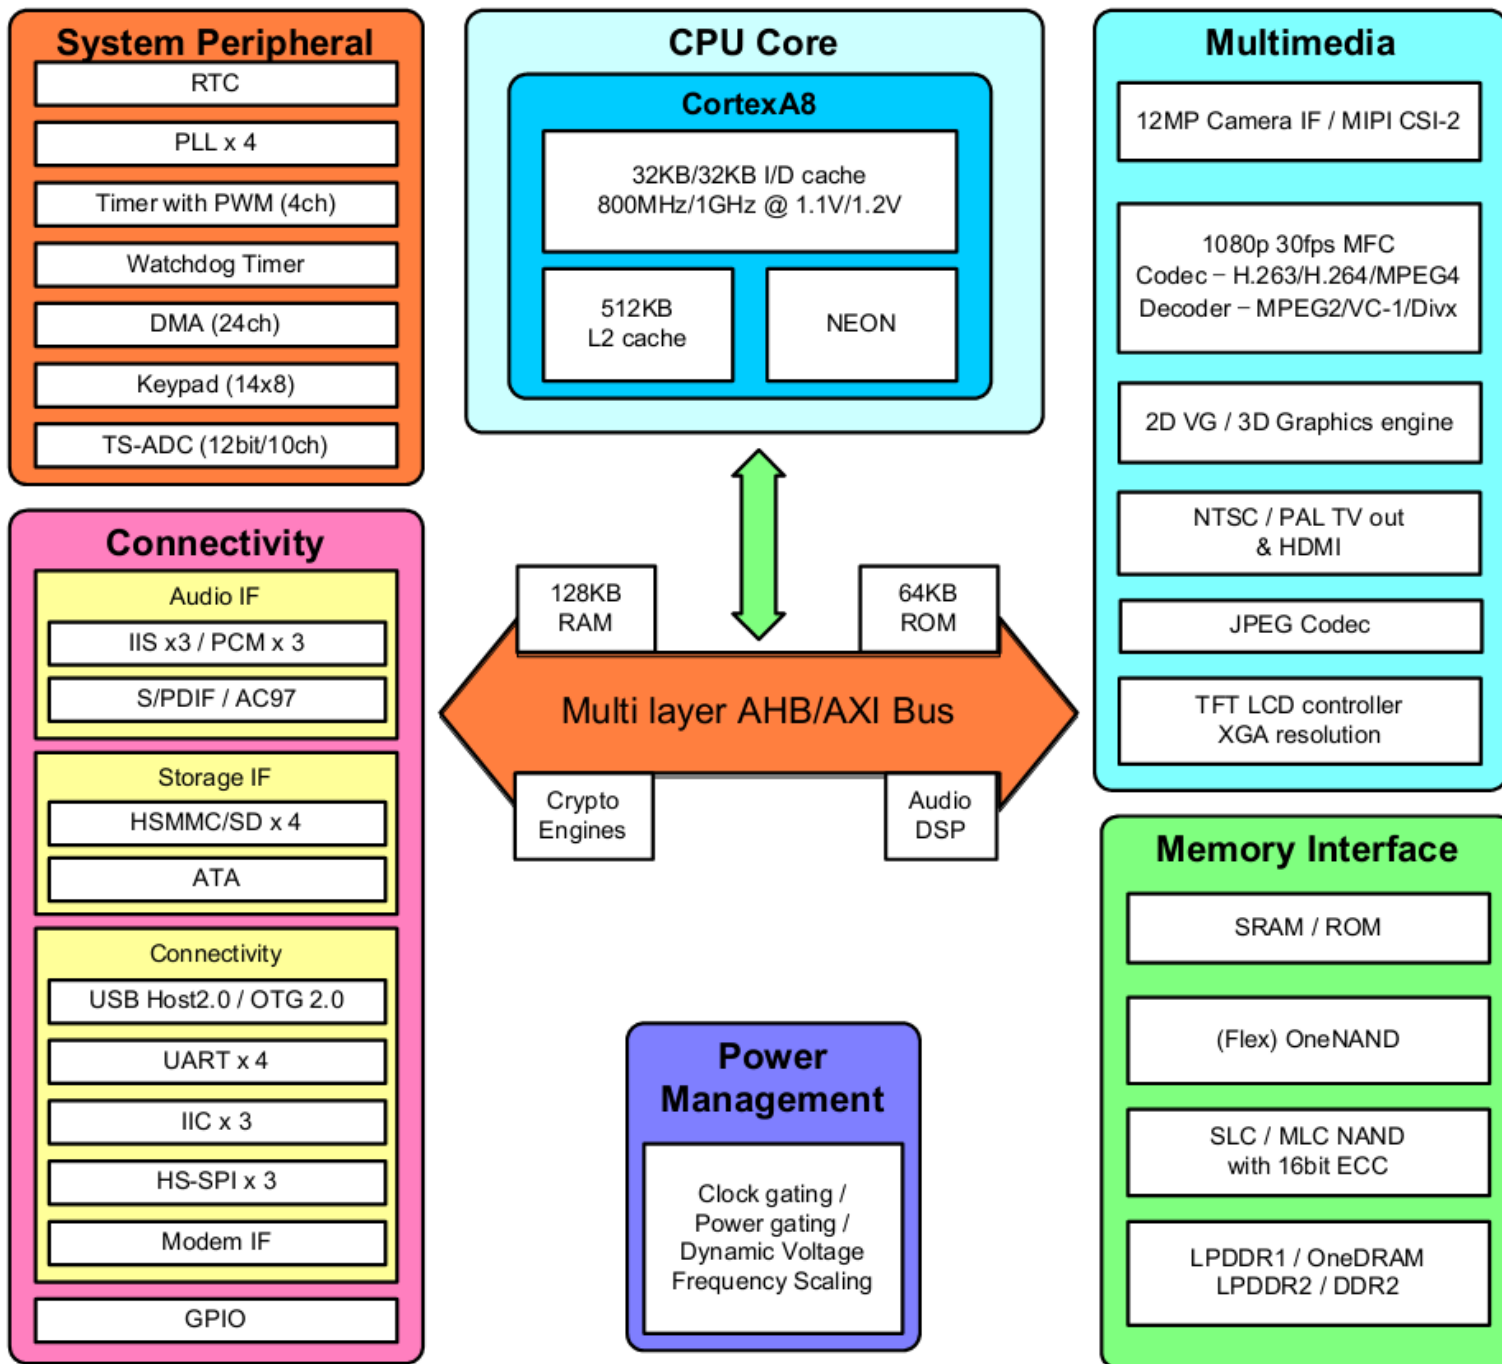 System Peripheral
RTC
PLL x 4
Timer with PWM (4ch)
Watchdog Timer
DMA (24ch)
Keypad (14x8)
TS-ADC (12bit/10ch)
Connectivity
Audio IF
IIS x3 / PCM x 3
S/PDIF / AC97
Storage IF
HSMMC/SD x 4
ATA
Connectivity
USB Host2.0 / OTG 2.0
UART x 4
IIC x 3
HS-SPI x 3
Modem IF
GPIO
CPU Core
CortexA8
32KB/32KB I/D cache
800MHz/1GHz @ 1.1V/1.2V
512KB
L2 cache
NEON
128KB
RAM
64KB
ROM
Multi layer AHB/AXI Bus
Crypto
Engines
Audio
DSP
Power
Management
Clock gating /
Power gating /
Dynamic Voltage
Frequency Scaling
Multimedia
12MP Camera IF / MIPI CSI-2
1080p 30fps MFC
Codec – H.263/H.264/MPEG4
Decoder – MPEG2/VC-1/Divx
2D VG / 3D Graphics engine
NTSC / PAL TV out
& HDMI
JPEG Codec
TFT LCD controller
XGA resolution
Memory Interface
SRAM / ROM
(Flex) OneNAND
SLC / MLC NAND
with 16bit ECC
LPDDR1 / OneDRAM
LPDDR2 / DDR2